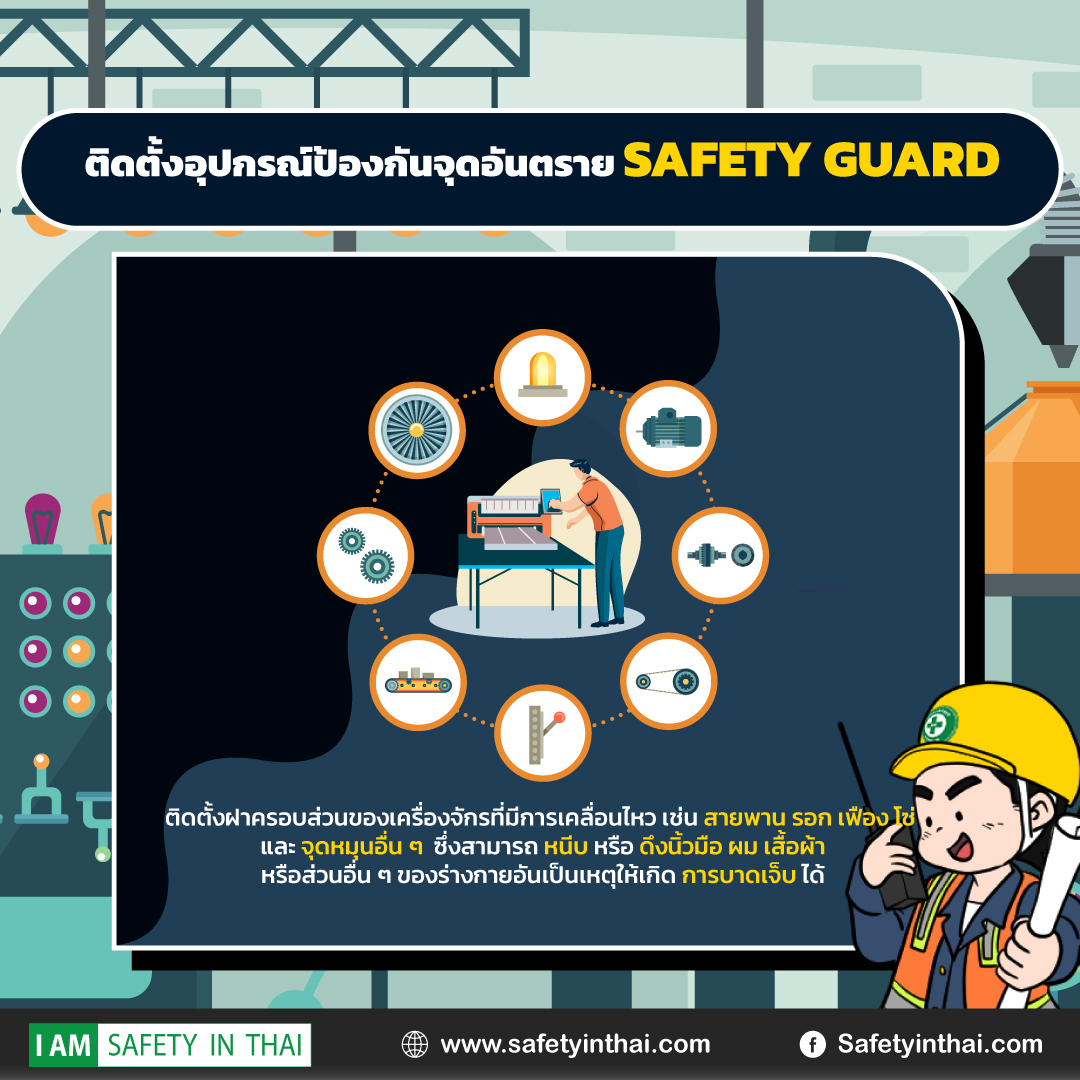 ติดตั้งอุปกรณ์ป้องกันจุดอันตราย SAFETY GUARD
ติดตั้งฝาครอบส่วนของเครื่องจักรที่มีการเคลื่อนไหว เช่น สายพาน รอก เฟือง โซ่
และ จุดหมุนอื่น ๆ ซึ่งสามารถ หนีบ หรือ ดึงนิ้วมือ ผม เสื้อผ้า
หรือส่วนอื่น ๆ ของร่างกายอันเป็นเหตุให้เกิด การบาดเจ็บ ได้
I AM SAFETY IN THAI
www.safetyinthai.com
Safetyinthai.com